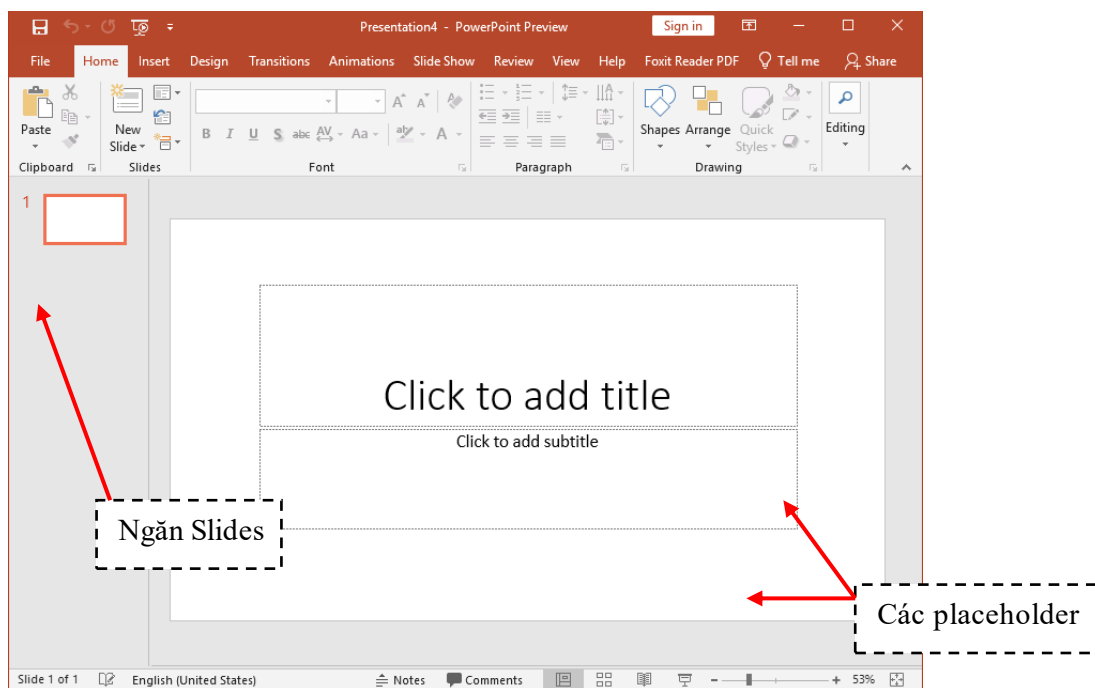 Presentation4 - PowerPoint Preview
Sign in
File Home Insert Design Transitions Animations Slide Show Review View Help Foxit Reader PDF Tell me Share
Paste
New
Slide
Clipboard
Slides
B I U S abc AV Aa A
Font
Paragraph
Shapes Arrange Quick
Styles
Drawing
Editing
1
Click to add title
Click to add subtitle
Ngăn Slides
Các placeholder
Slide 1 of 1 English (United States) Notes Comments - + 53%